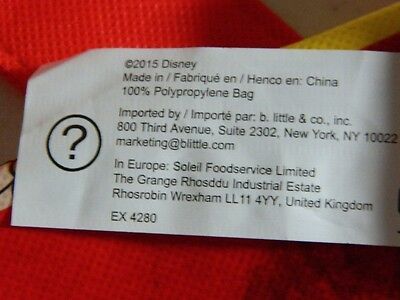 ©2015 Disney
Made in / Fabriqué en / Henco en: China
100% Polypropylene Bag
Imported by / Importé par: b. little & co., inc.
800 Third Avenue, Suite 2302, New York, NY 10022
marketing@blittle.com
?
In Europe: Soleil Foodservice Limited
The Grange Rhosddu Industrial Estate
Rhosrobin Wrexham LL11 4YY, United Kingdom
EX 4280